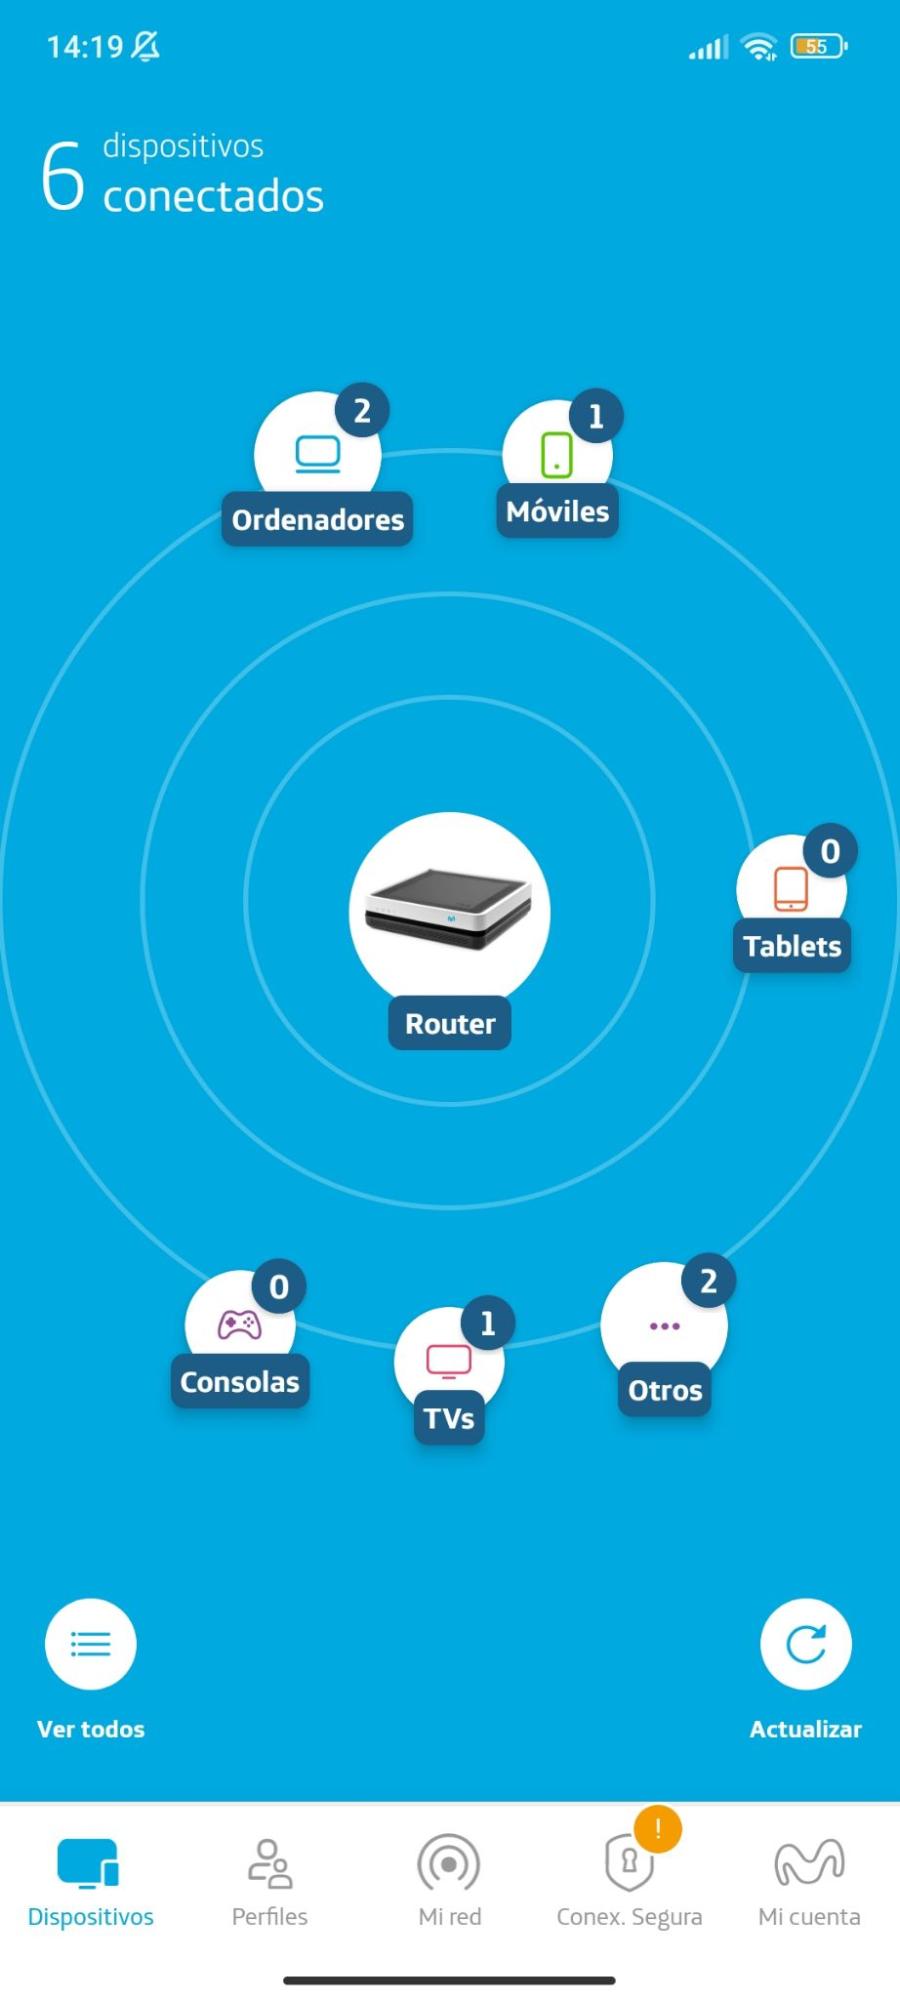 14:19
55
6
dispositivos
conectados
2
Ordenadores
1
Móviles
0
Tablets
Router
0
Consolas
1
TVs
2
Otros
Ver todos
Actualizar
!
Dispositivos
Perfiles
Mi red
Conex. Segura
Mi cuenta